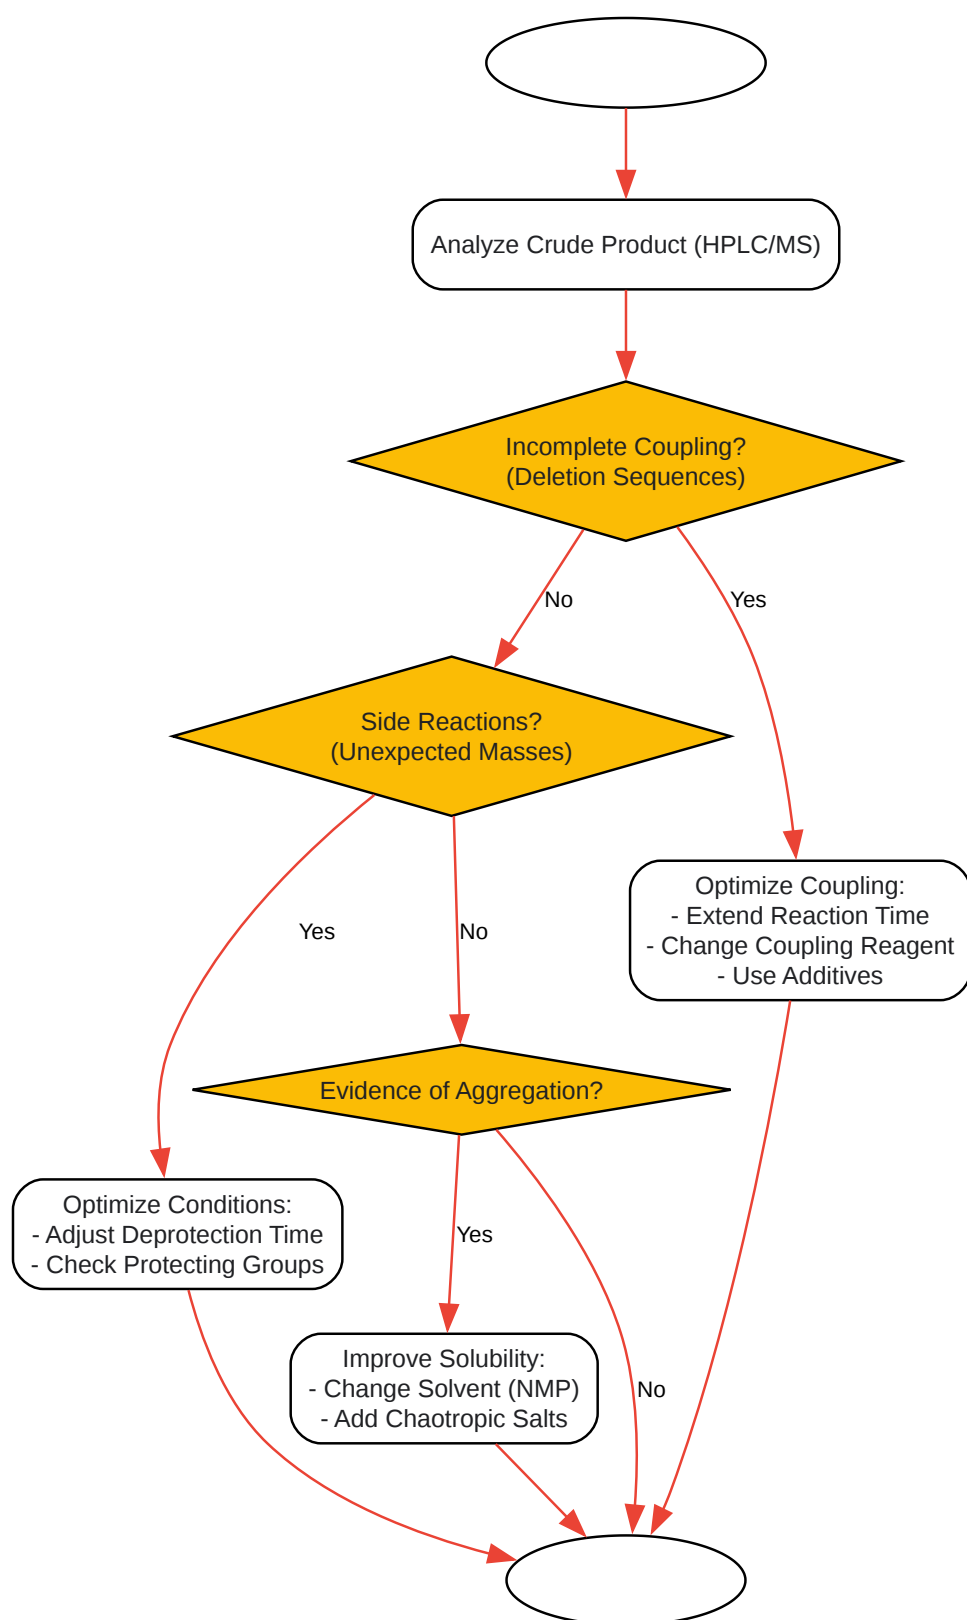 Analyze Crude Product (HPLC/MS)
Incomplete Coupling?
(Deletion Sequences)
No
Yes
Side Reactions?
(Unexpected Masses)
Optimize Coupling:
- Extend Reaction Time
- Change Coupling Reagent
- Use Additives
Yes
No
Evidence of Aggregation?
Optimize Conditions:
- Adjust Deprotection Time
- Check Protecting Groups
Yes
Improve Solubility:
- Change Solvent (NMP)
- Add Chaotropic Salts
No